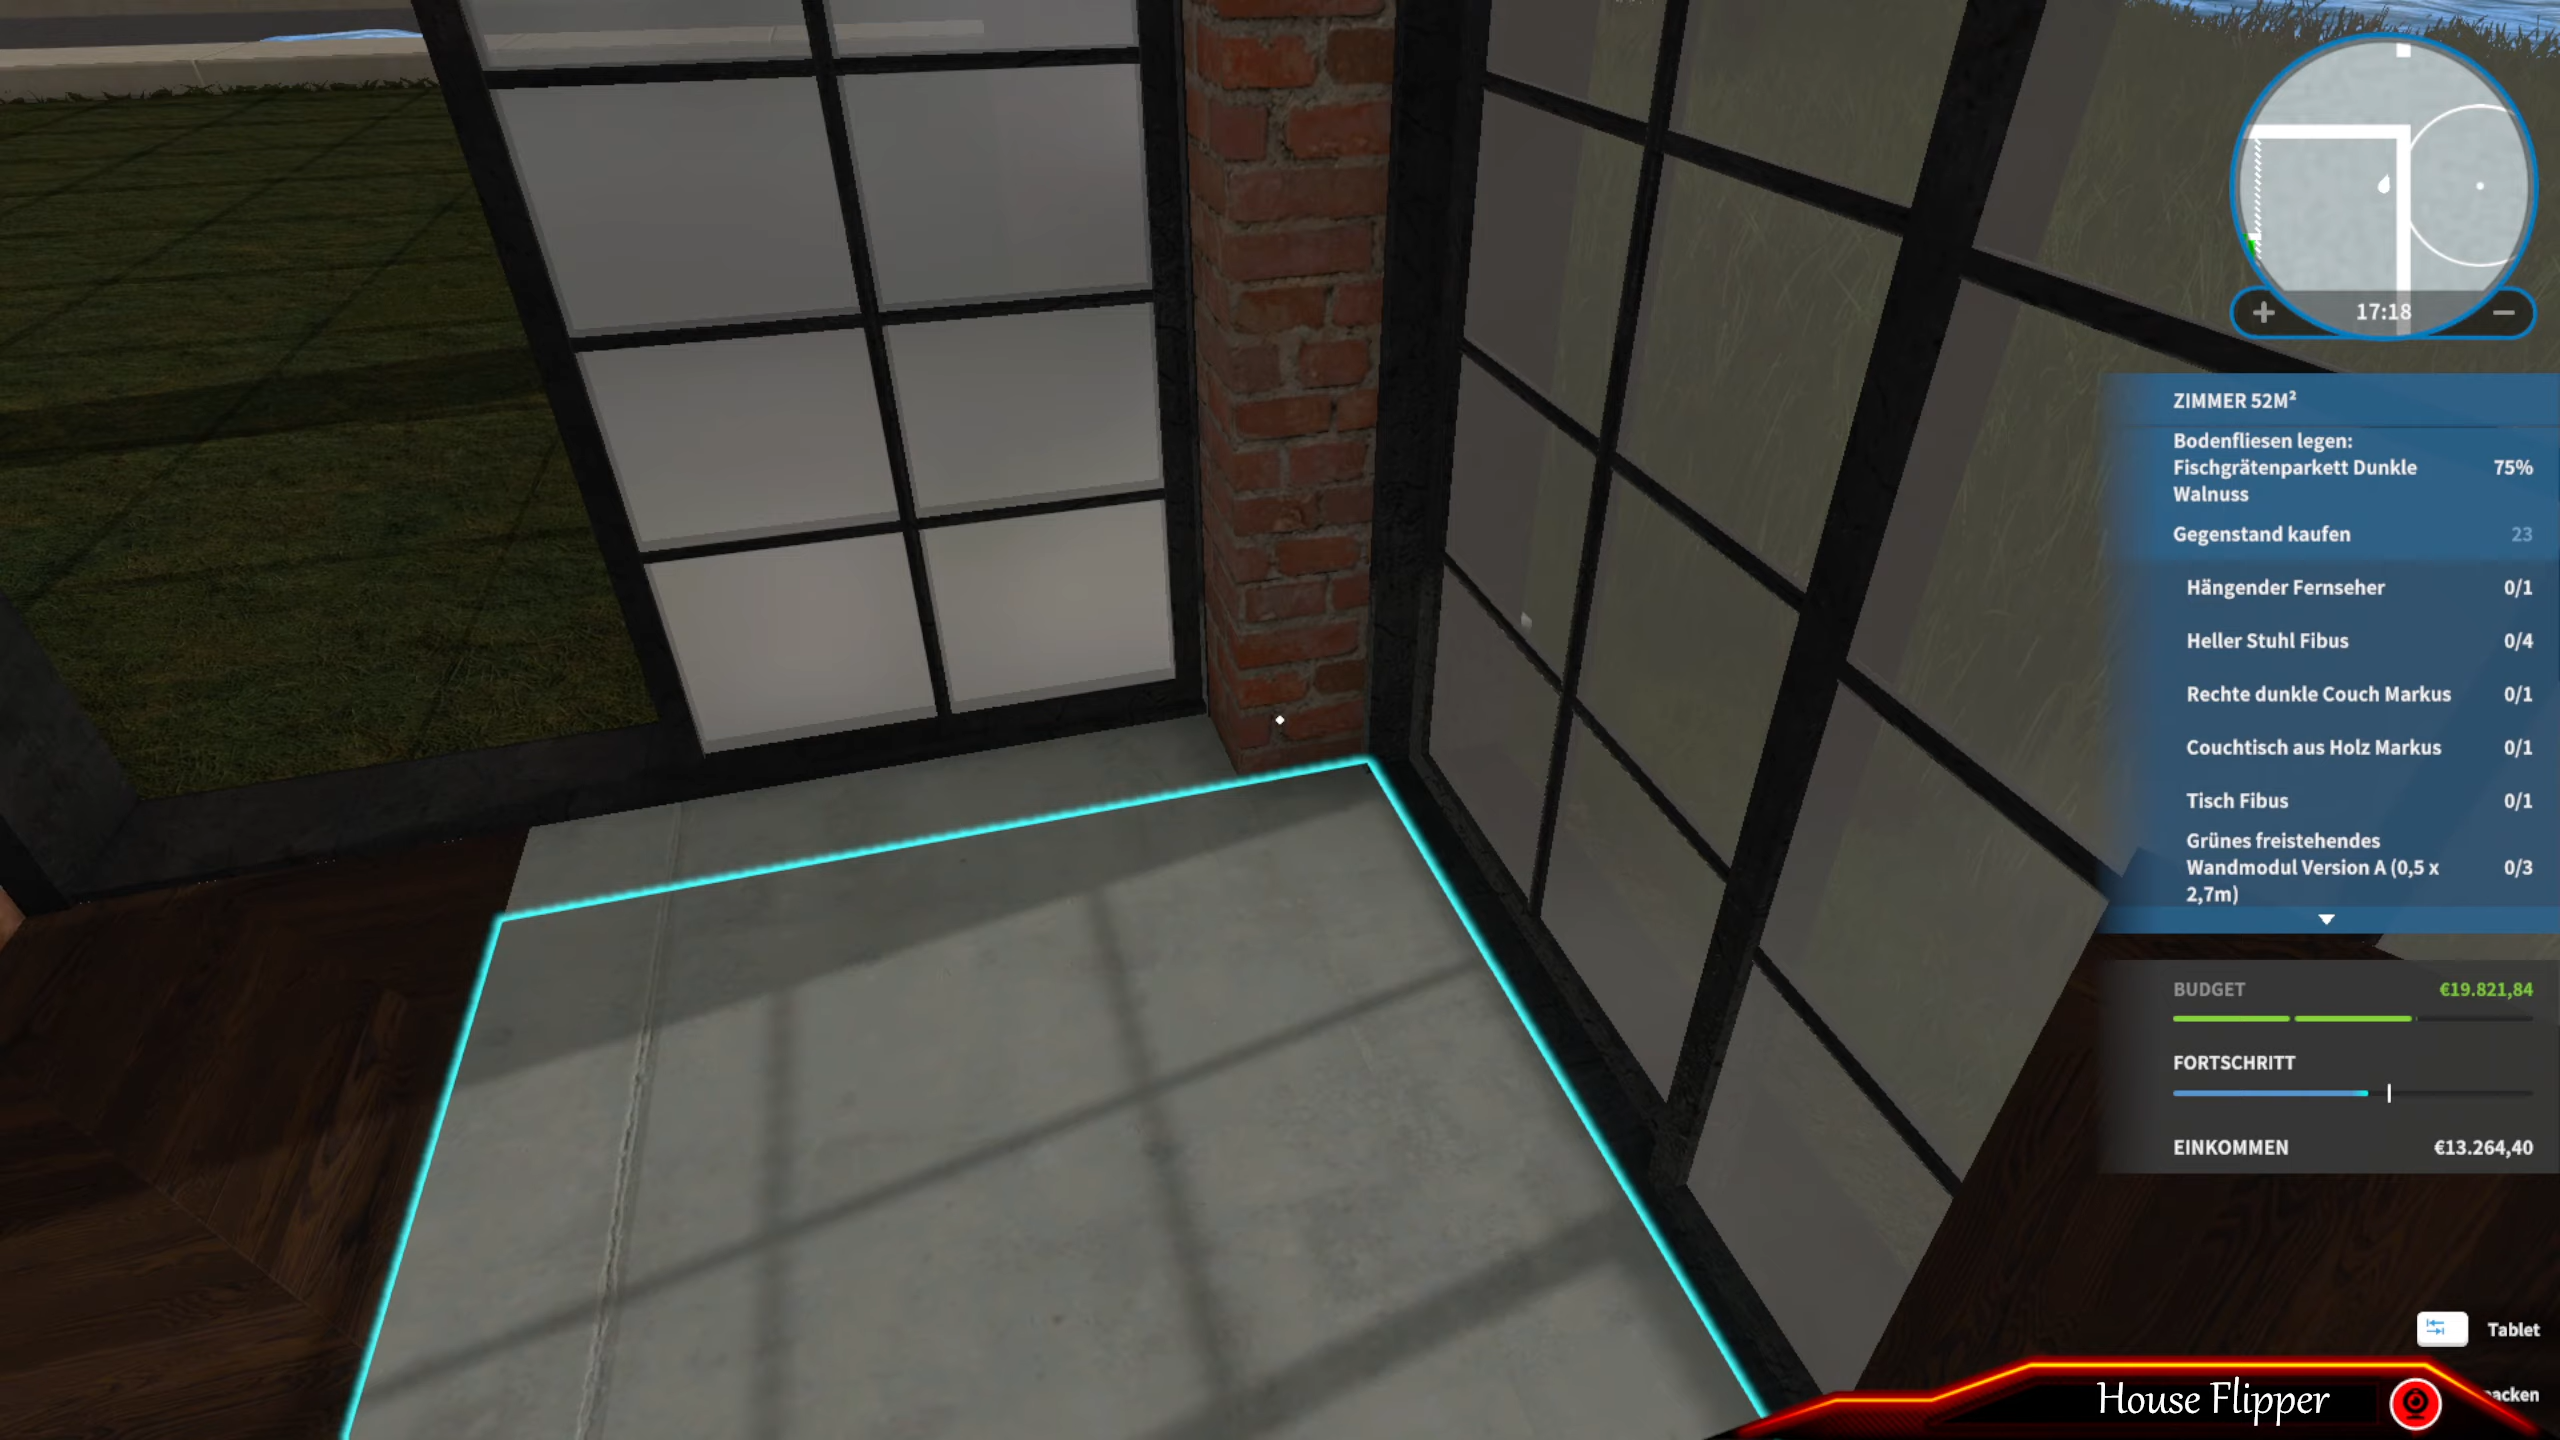 17:18
ZIMMER 52M²
Bodenfliesen legen:
Fischgrätenparkett Dunkle 75%
Walnuss
Gegenstand kaufen 23
Hängender Fernseher 0/1
Heller Stuhl Fibus 0/4
Rechte dunkle Couch Markus 0/1
Couchtisch aus Holz Markus 0/1
Tisch Fibus 0/1
Grünes freistehendes
Wandmodul Version A (0,5 x 0/3
2,7m)
BUDGET €19.821,84
FORTSCHRITT
EINKOMMEN €13.264,40
Tablet
House Flipper
acken